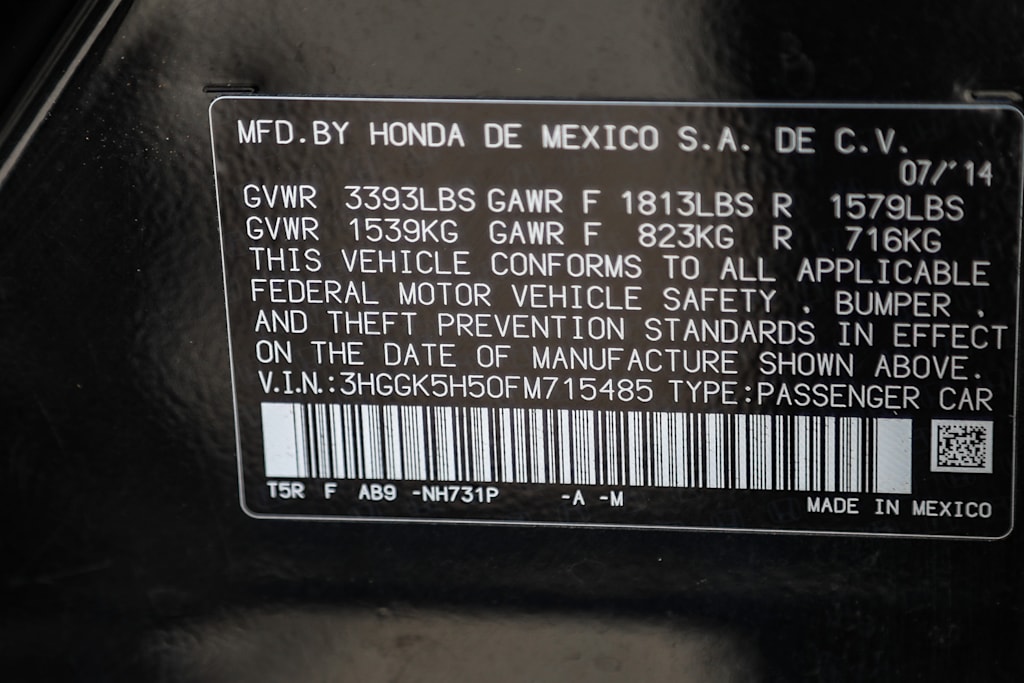 MFD.BY HONDA DE MEXICO S.A. DE C.V.
07/'14
GVWR 3393LBS GAWR F 1813LBS R 1579LBS
GVWR 1539KG GAWR F 823KG R 716KG
THIS VEHICLE CONFORMS TO ALL APPLICABLE
FEDERAL MOTOR VEHICLE SAFETY , BUMPER ,
AND THEFT PREVENTION STANDARDS IN EFFECT
ON THE DATE OF MANUFACTURE SHOWN ABOVE.
V.I.N.:3HGGK5H50FM715485 TYPE:PASSENGER CAR
T5R F AB9 -NH731P -A -M
MADE IN MEXICO